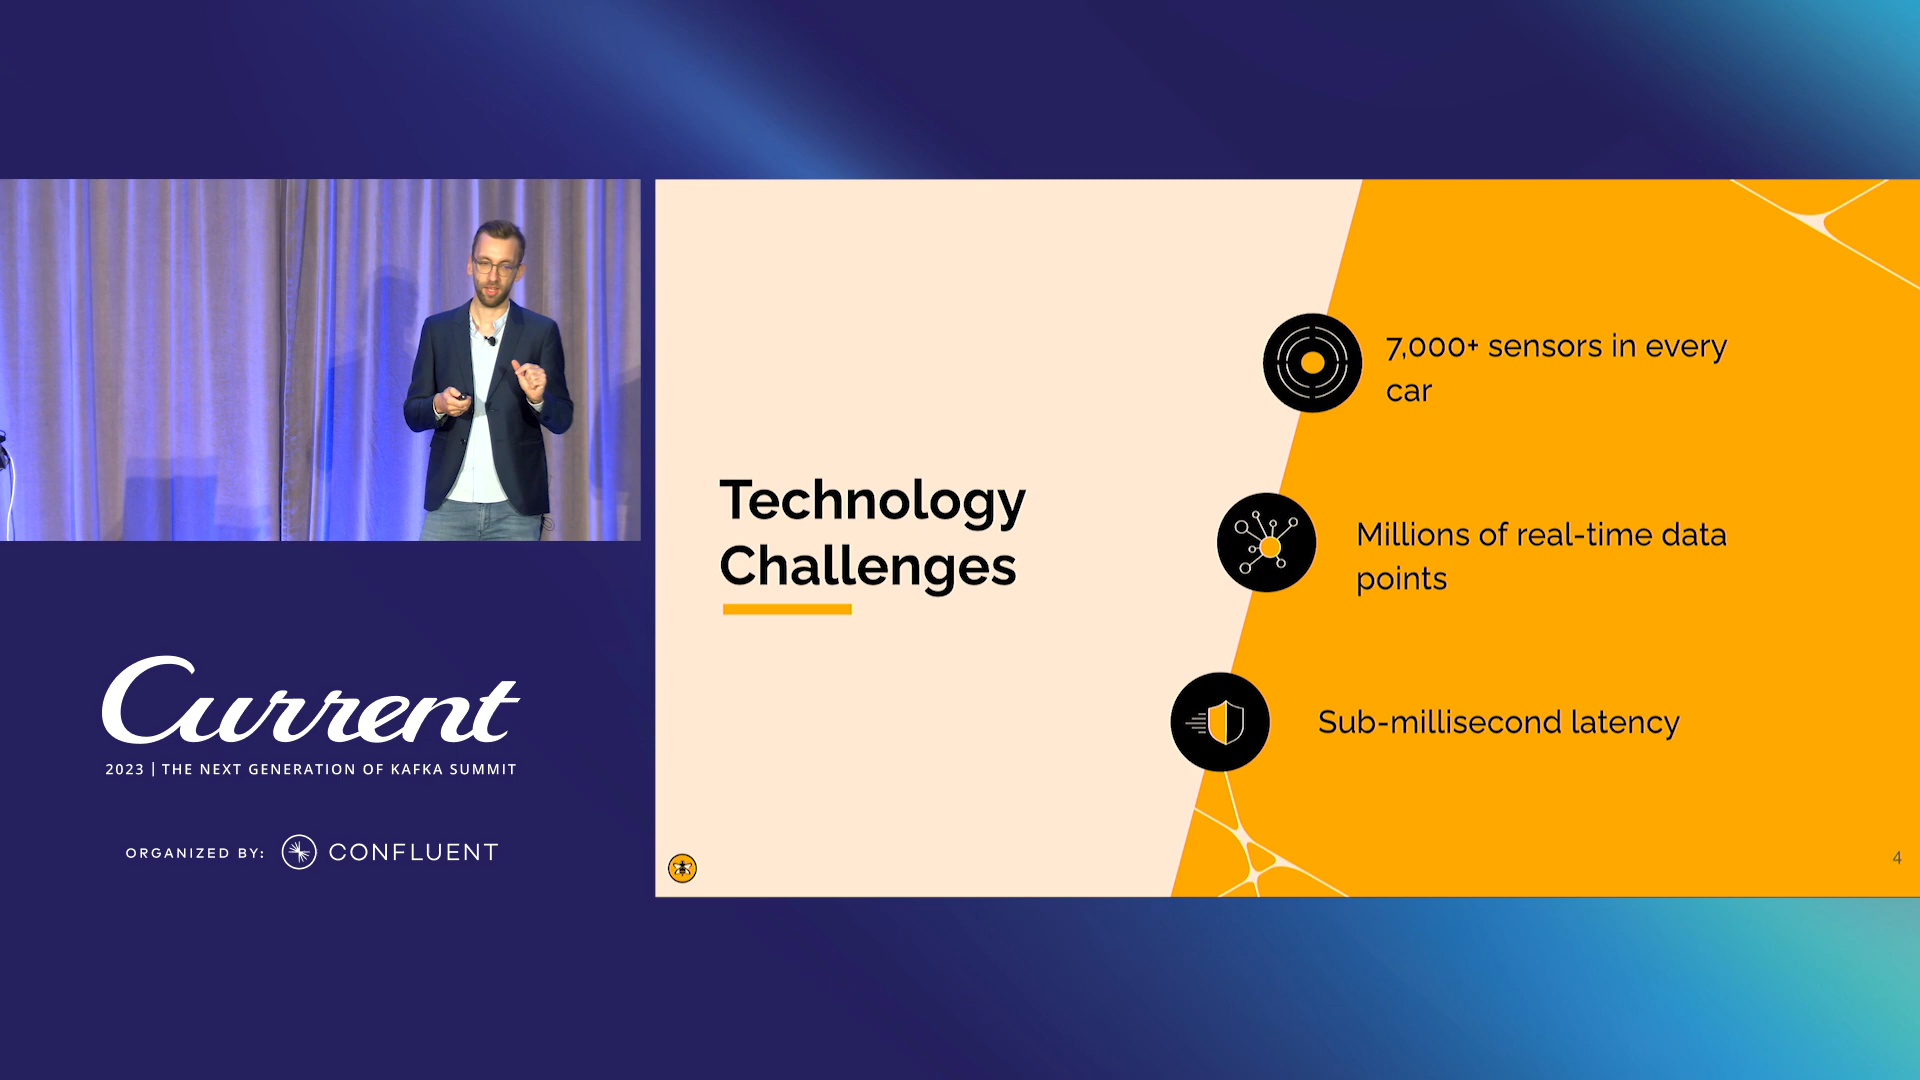 Technology
Challenges
7,000+ sensors in every
car
Millions of real-time data
points
Sub-millisecond latency
4
Current
2023 | THE NEXT GENERATION OF KAFKA SUMMIT
ORGANIZED BY: CONFLUENT